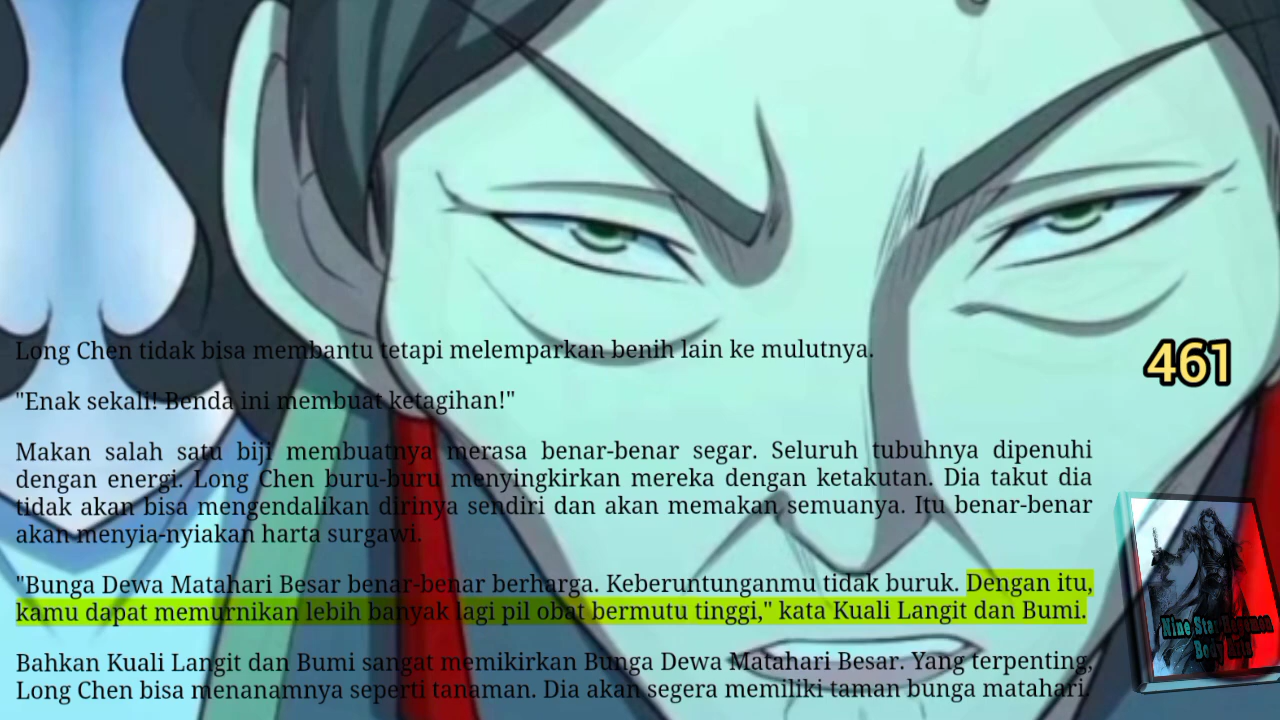 Long Chen tidak bisa membantu tetapi melemparkan benih lain ke mulutnya.
461
"Enak sekali! Benda ini membuat ketagihan!"
Makan salah satu biji membuatnya merasa benar-benar segar. Seluruh tubuhnya dipenuhi
dengan energi. Long Chen buru-buru menyingkirkan mereka dengan ketakutan. Dia takut dia
tidak akan bisa mengendalikan dirinya sendiri dan akan memakan semuanya. Itu benar-benar
akan menyia-nyiakan harta surgawi.
"Bunga Dewa Matahari Besar benar-benar berharga. Keberuntunganmu tidak buruk. Dengan itu,
kamu dapat memurnikan lebih banyak lagi pil obat bermutu tinggi," kata Kuali Langit dan Bumi.
Nine Star Hegemon
Body Arts
Bahkan Kuali Langit dan Bumi sangat memikirkan Bunga Dewa Matahari Besar. Yang terpenting,
Long Chen bisa menanamnya seperti tanaman. Dia akan segera memiliki taman bunga matahari.